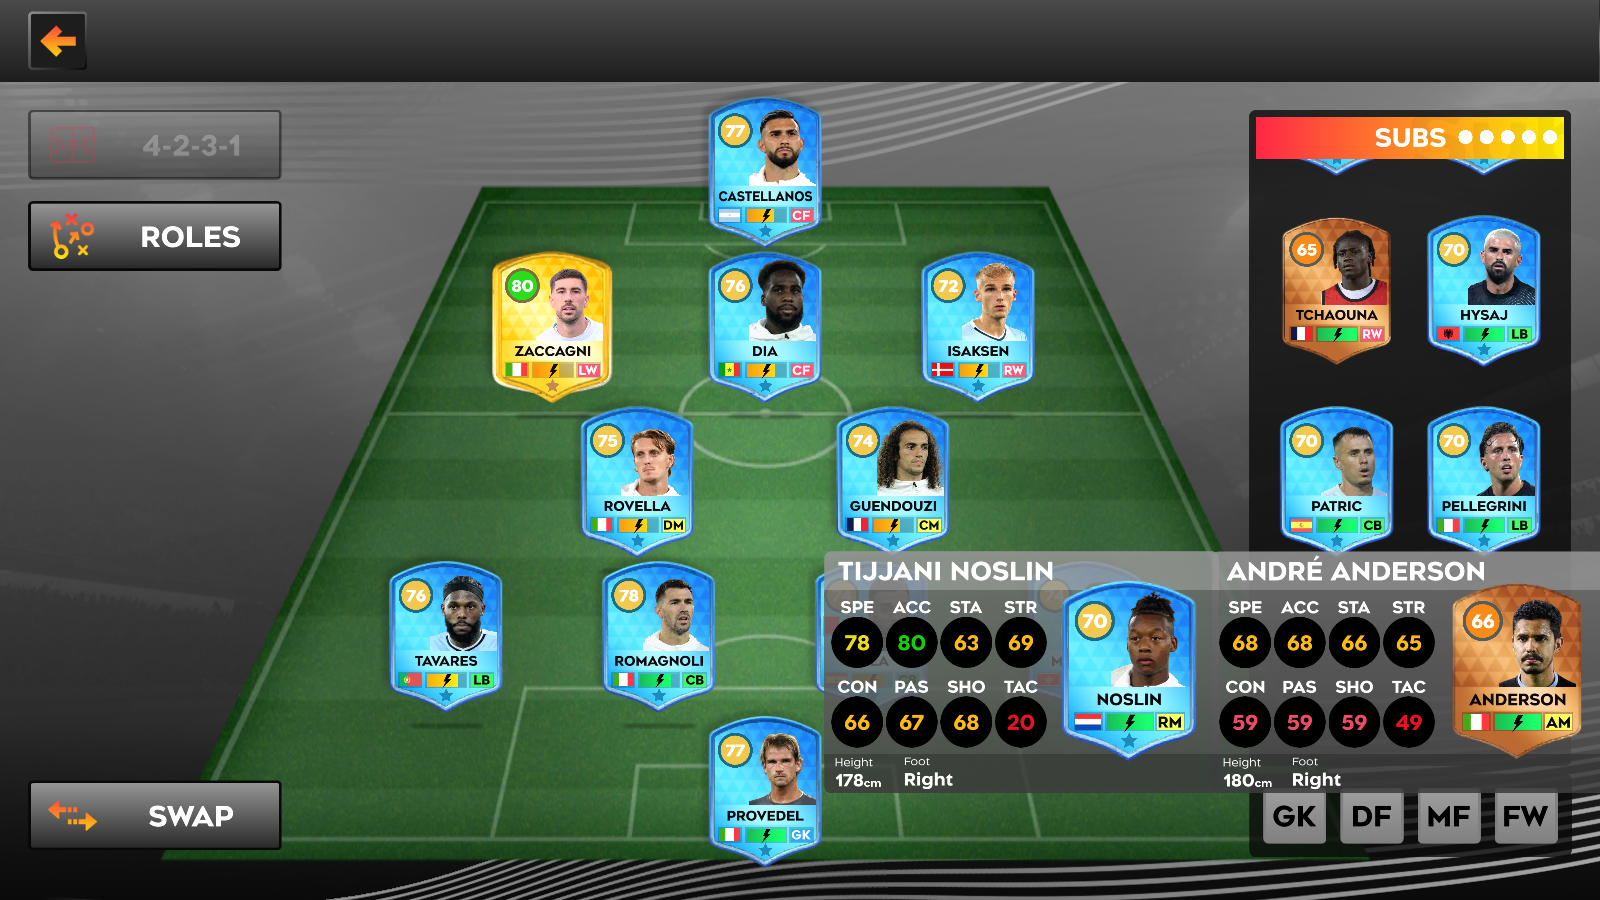 4-2-3-1
ROLES
SWAP
77
CASTELLANOS
CF
80
ZACCAGNI
LW
76
DIA
CF
72
ISAKSEN
RW
75
ROVELLA
DM
74
GUENDOUZI
CM
76
TAVARES
LB
78
ROMAGNOLI
CB
77
PROVEDEL
GK
SUBS
65
TCHAOUNA
RW
70
HYSAJ
LB
70
PATRIC
CB
70
PELLEGRINI
LB
TIJJANI NOSLIN
SPE ACC STA STR
78 80 63 69
CON PAS SHO TAC
66 67 68 20
Height Foot
178cm Right
70
NOSLIN
RM
ANDRÉ ANDERSON
SPE ACC STA STR
68 68 66 65
CON PAS SHO TAC
59 59 59 49
Height Foot
180cm Right
66
ANDERSON
AM
GK DF MF FW